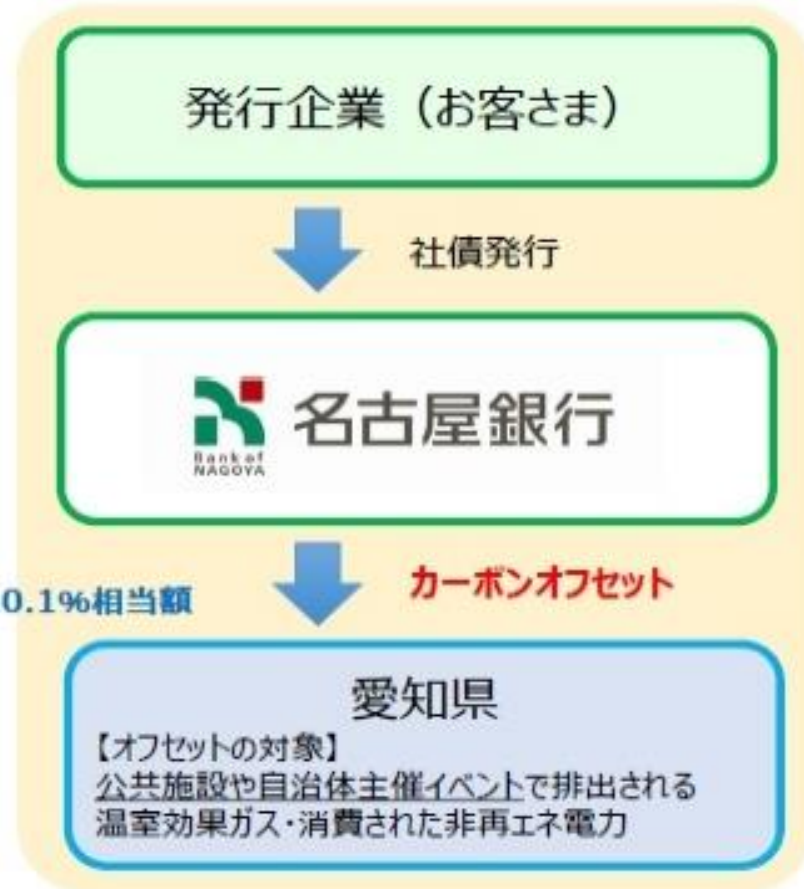 発行企業（お客さま）
社債発行
Bank of
NAGOYA
名古屋銀行
0.1%相当額
カーボンオフセット
愛知県
【オフセットの対象】
公共施設や自治体主催イベントで排出される
温室効果ガス・消費された非再エネ電力